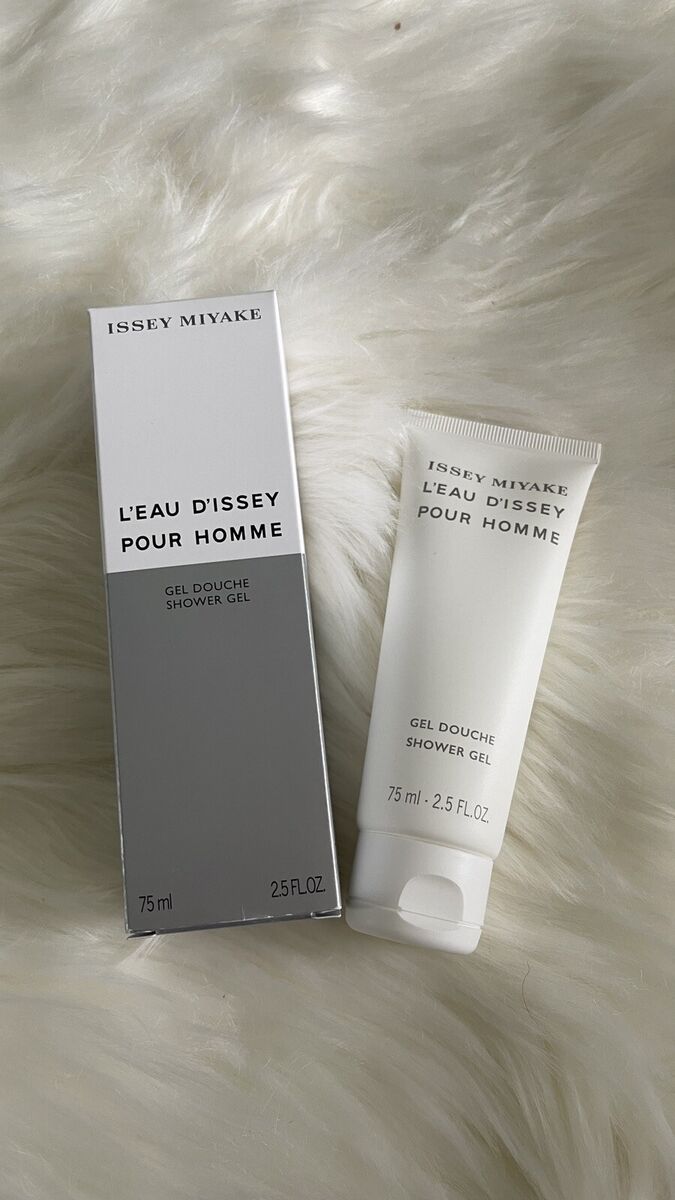 ISSEY MIYAKE
L'EAU D'ISSEY
POUR HOMME
GEL DOUCHE
SHOWER GEL
75 ml 2.5 FL.OZ.
ISSEY MIYAKE
L'EAU D'ISSEY
POUR HOMME
GEL DOUCHE
SHOWER GEL
75 ml - 2.5 FL.OZ.